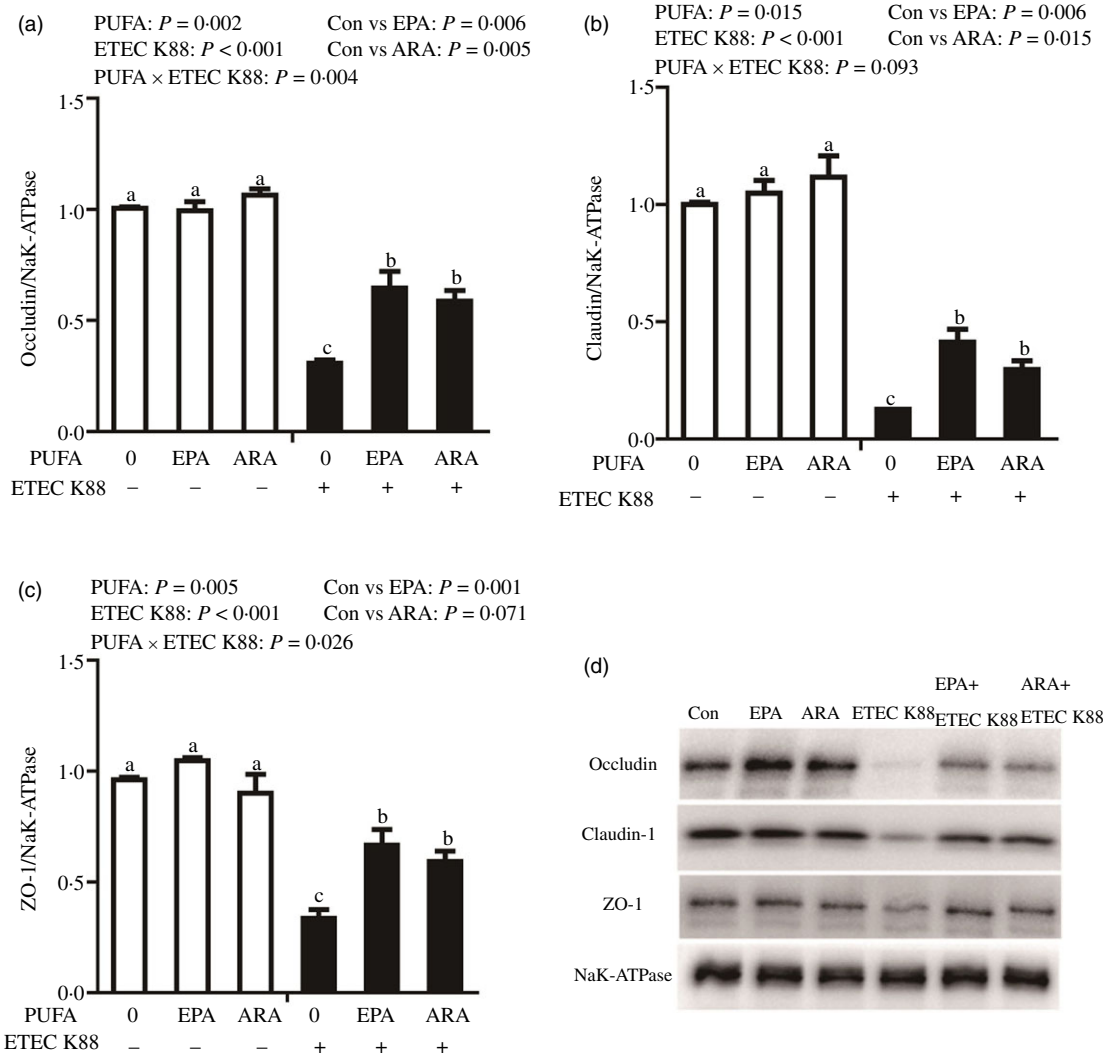 (a)
PUFA: P = 0·002 Con vs EPA: P = 0·006
ETEC K88: P < 0·001 Con vs ARA: P = 0·005
PUFA × ETEC K88: P = 0·004
1·5
1·0
0·5
0·0
Occludin/NaK-ATPase
a a a c b b
PUFA 0 EPA ARA 0 EPA ARA
ETEC K88 – – – + + +
(b)
PUFA: P = 0·015 Con vs EPA: P = 0·006
ETEC K88: P < 0·001 Con vs ARA: P = 0·015
PUFA × ETEC K88: P = 0·093
1·5
1·0
0·5
0·0
Claudin/NaK-ATPase
a a a c b b
PUFA 0 EPA ARA 0 EPA ARA
ETEC K88 – – – + + +
(c)
PUFA: P = 0·005 Con vs EPA: P = 0·001
ETEC K88: P < 0·001 Con vs ARA: P = 0·071
PUFA × ETEC K88: P = 0·026
1·5
1·0
0·5
0·0
ZO-1/NaK-ATPase
a a a c b b
PUFA 0 EPA ARA 0 EPA ARA
ETEC K88 – – – + + +
(d)
EPA+ ARA+
Con EPA ARA ETEC K88 ETEC K88 ETEC K88
Occludin
Claudin-1
ZO-1
NaK-ATPase